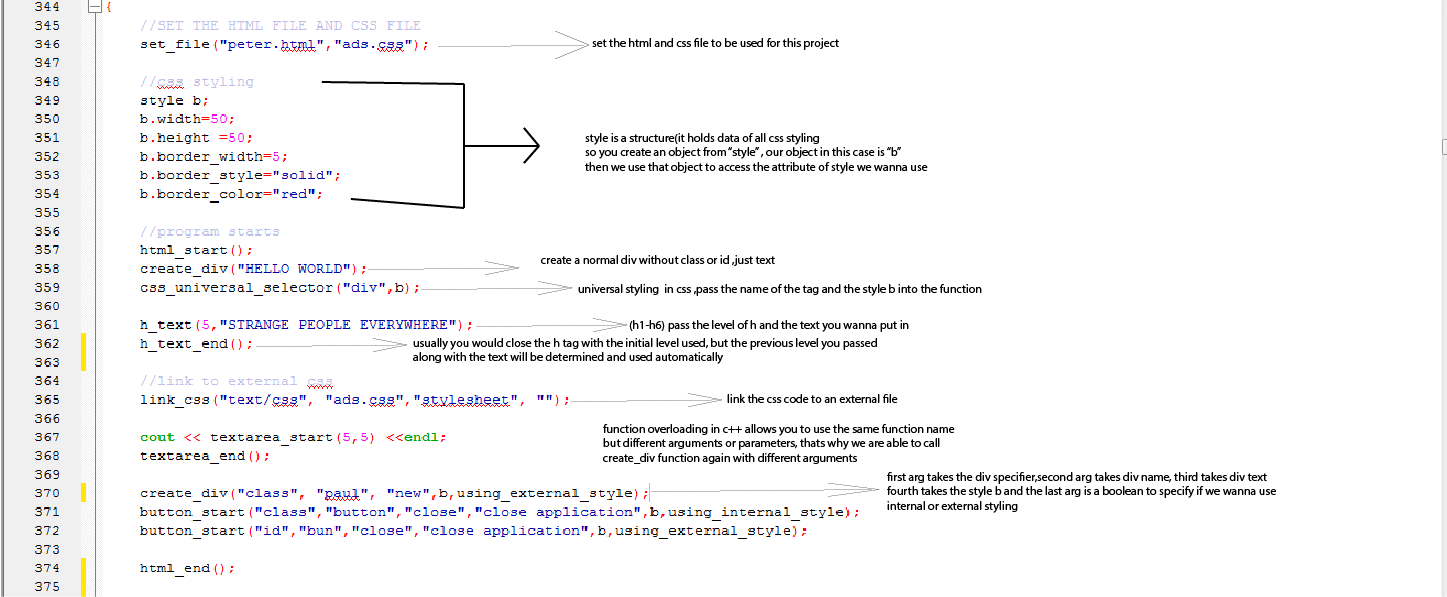 344 {
345 //SET THE HTML FILE AND CSS FILE
346 set_file("peter.html","ads.css"); set the html and css file to be used for this project
347
348 //css styling
349 style b;
350 b.width=50;
351 b.height =50; style is a structure(it holds data of all css styling
352 b.border_width=5; so you create an object from “style” , our object in this case is “b”
353 b.border_style="solid"; then we use that object to access the attribute of style we wanna use
354 b.border_color="red";
355
356 //program starts
357 html_start();
358 create_div("HELLO WORLD"); create a normal div without class or id ,just text
359 css_universal_selector("div",b); universal styling in css ,pass the name of the tag and the style b into the function
360
361 h_text(5,"STRANGE PEOPLE EVERYWHERE"); (h1-h6) pass the level of h and the text you wanna put in
362 h_text_end(); usually you would close the h tag with the initial level used, but the previous level you passed
363 along with the text will be determined and used automatically
364 //link to external css
365 link_css("text/css", "ads.css","stylesheet", ""); link the css code to an external file
366
367 cout << textarea_start(5,5) <<endl; function overloading in c++ allows you to use the same function name
but different arguments or parameters, thats why we are able to call
368 textarea_end(); create_div function again with different arguments
369
370 create_div("class", "paul", "new",b,using_external_style); first arg takes the div specifier,second arg takes div name, third takes div text
fourth takes the style b and the last arg is a boolean to specify if we wanna use
371 button_start("class","button","close","close application",b,using_internal_style); internal or external styling
372 button_start("id","bun","close","close application",b,using_external_style);
373
374 html_end();
375